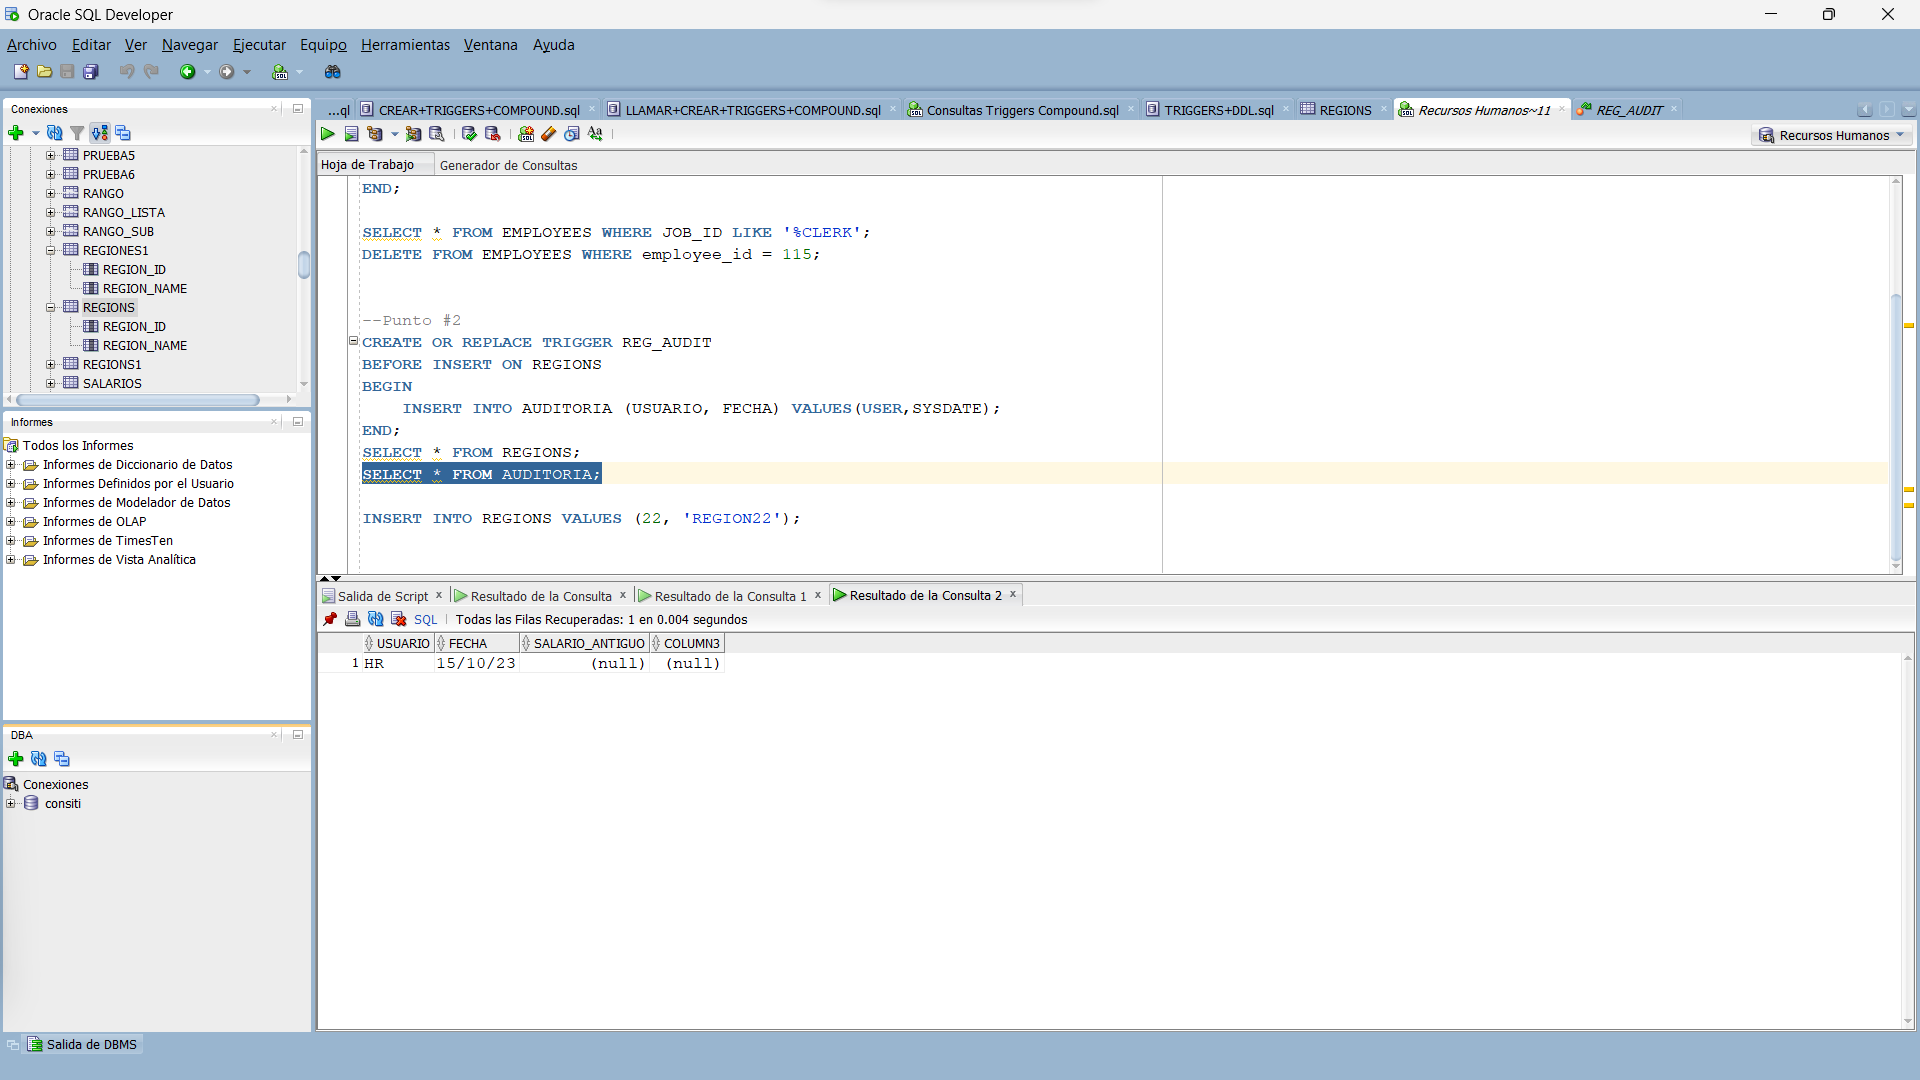 Oracle SQL Developer
Archivo Editar Ver Navegar Ejecutar Equipo Herramientas Ventana Ayuda
Conexiones
...ql CREAR+TRIGGERS+COMPOUND.sql LLAMAR+CREAR+TRIGGERS+COMPOUND.sql Consultas Triggers Compound.sql TRIGGERS+DDL.sql REGIONS Recursos Humanos~11 REG_AUDIT
Recursos Humanos
PRUEBA5
PRUEBA6
RANGO
RANGO_LISTA
RANGO_SUB
REGIONES1
REGION_ID
REGION_NAME
REGIONS
REGION_ID
REGION_NAME
REGIONS1
SALARIOS
Informes
Todos los Informes
Informes de Diccionario de Datos
Informes Definidos por el Usuario
Informes de Modelador de Datos
Informes de OLAP
Informes de TimesTen
Informes de Vista Analítica
DBA
Conexiones
consiti
Hoja de Trabajo Generador de Consultas
END;
SELECT * FROM EMPLOYEES WHERE JOB_ID LIKE '%CLERK';
DELETE FROM EMPLOYEES WHERE employee_id = 115;
--Punto #2
CREATE OR REPLACE TRIGGER REG_AUDIT
BEFORE INSERT ON REGIONS
BEGIN
INSERT INTO AUDITORIA (USUARIO, FECHA) VALUES(USER,SYSDATE);
END;
SELECT * FROM REGIONS;
SELECT * FROM AUDITORIA;
INSERT INTO REGIONS VALUES (22, 'REGION22');
Salida de Script Resultado de la Consulta Resultado de la Consulta 1 Resultado de la Consulta 2
SQL Todas las Filas Recuperadas: 1 en 0.004 segundos
USUARIO FECHA SALARIO_ANTIGUO COLUMN3
1 HR 15/10/23 (null) (null)
Salida de DBMS